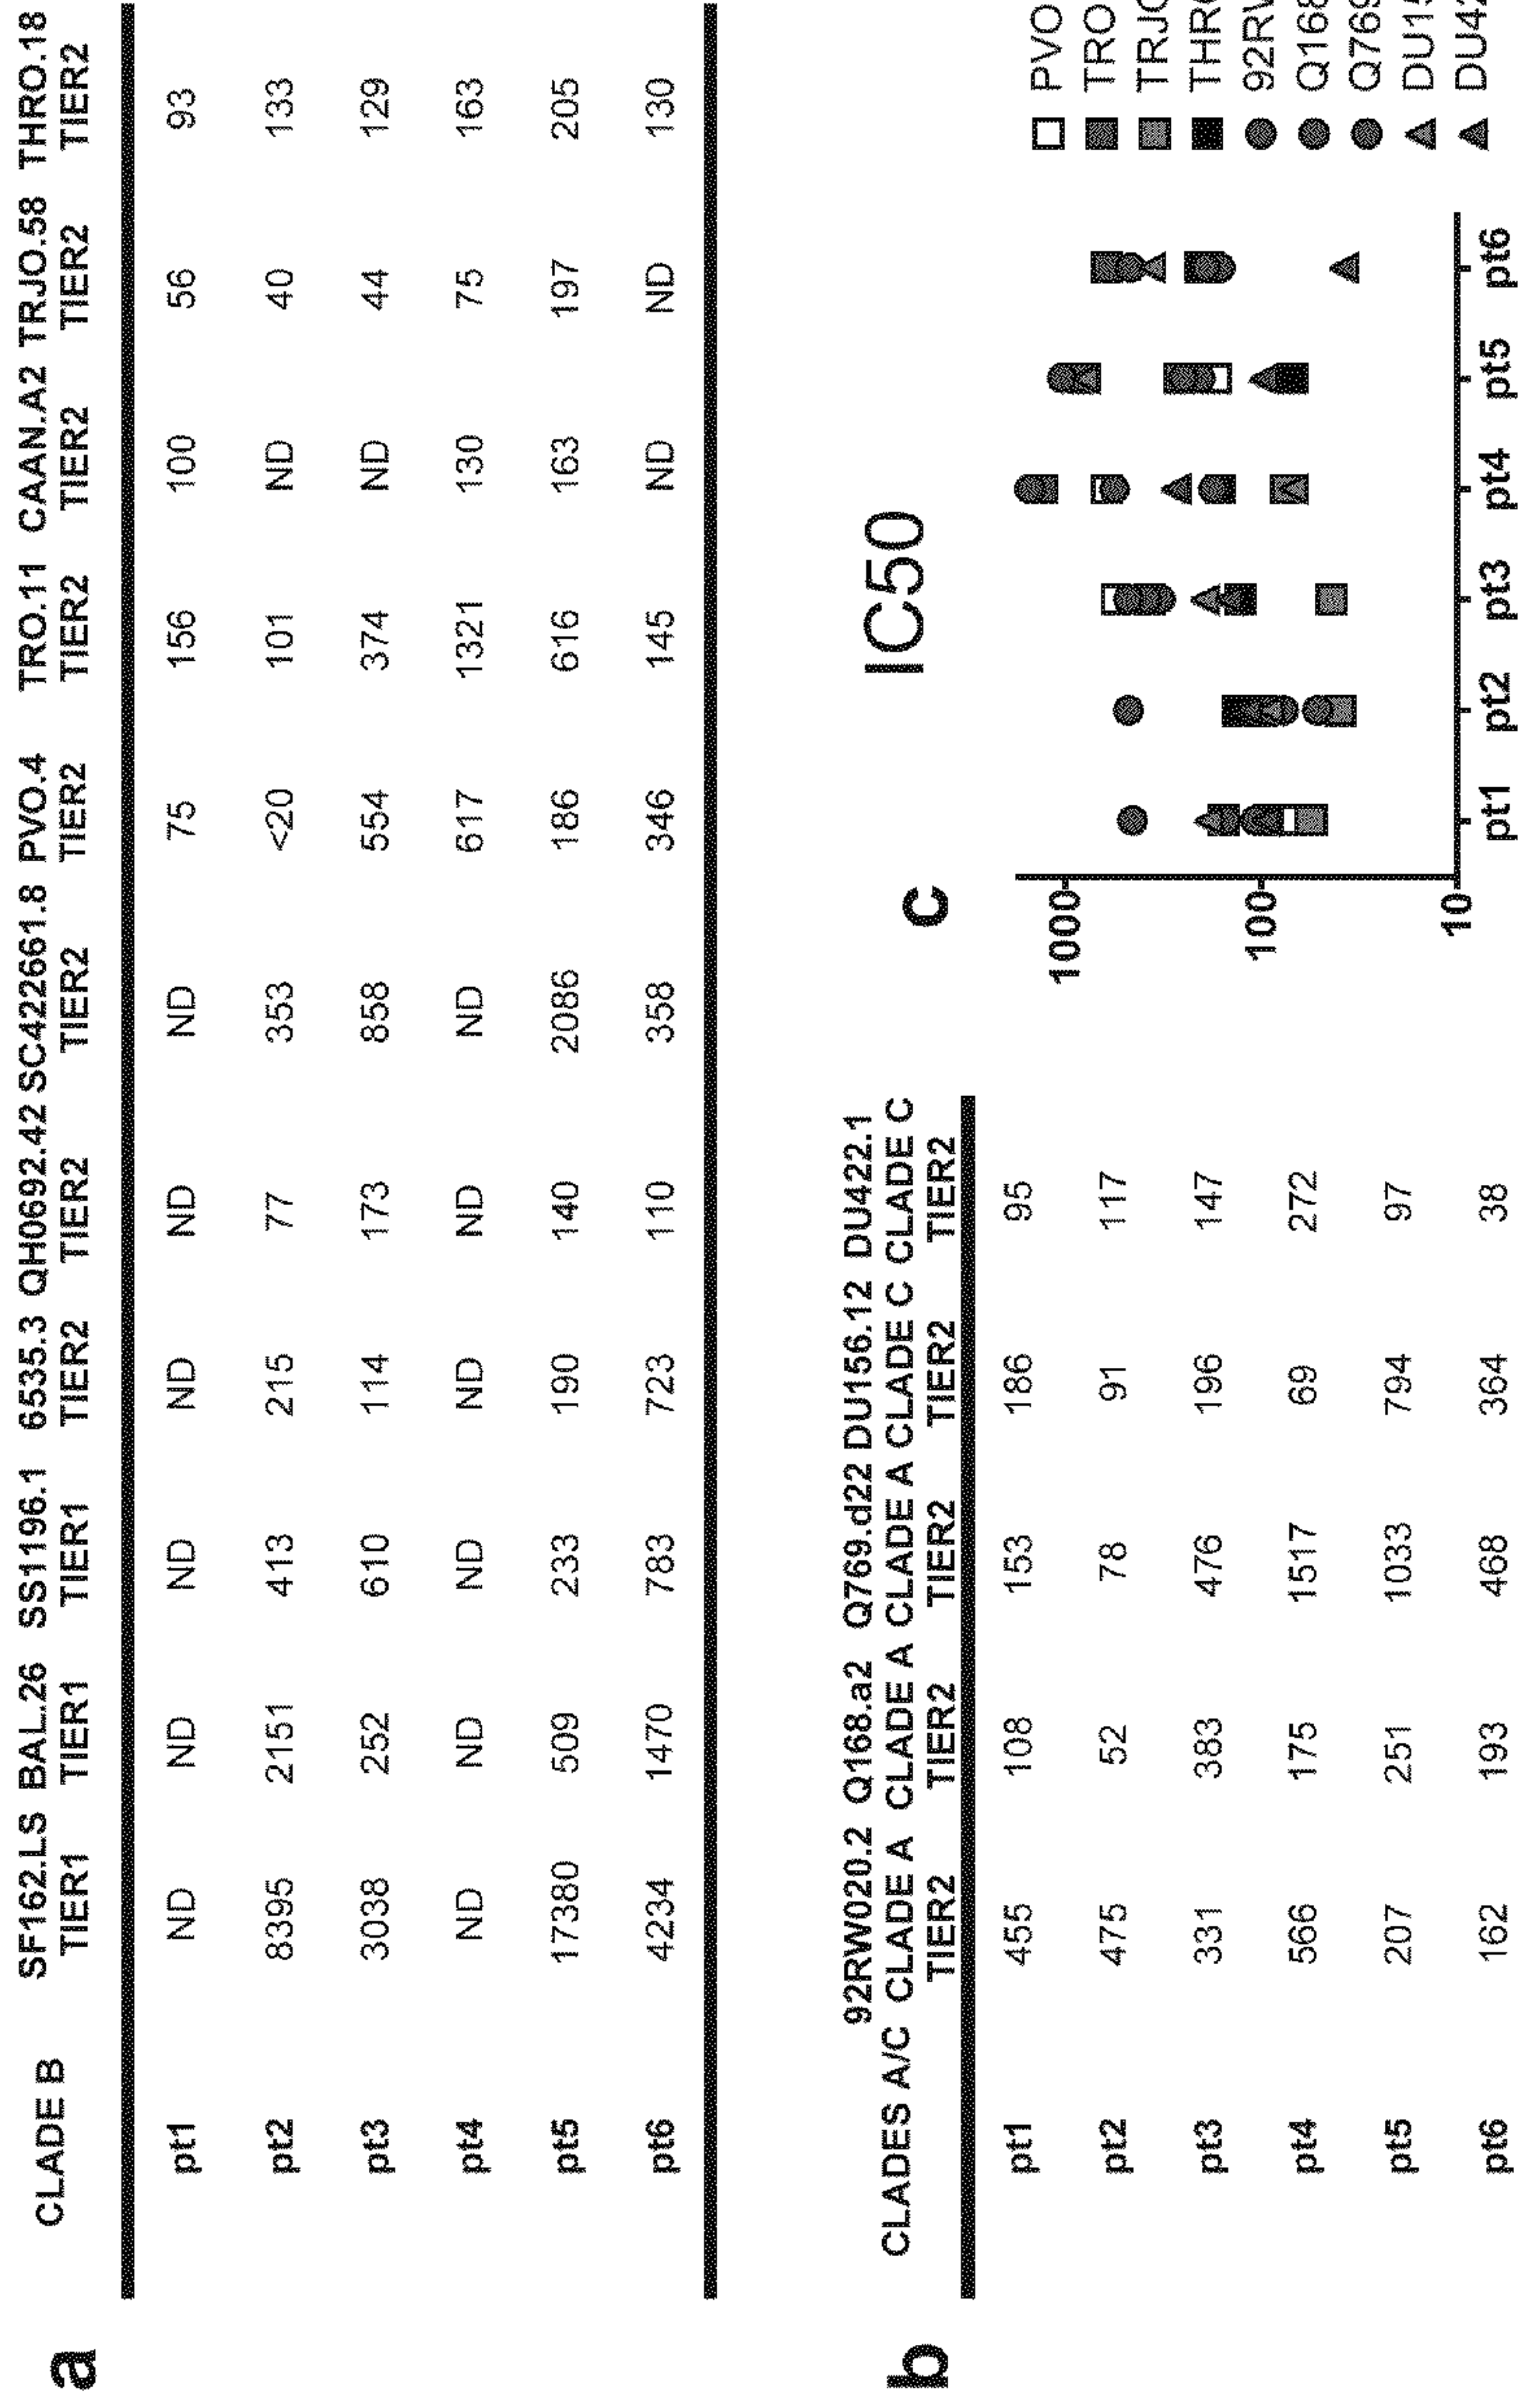 a
CLADE B SF162.LS BAL.26 SS1196.1 6535.3 QH0692.42 SC422661.8 PVO.4 TRO.11 CAAN.A2 TRJO.58 THRO.18
TIER1 TIER1 TIER1 TIER2 TIER2 TIER2 TIER2 TIER2 TIER2 TIER2 TIER2
pt1 ND ND ND ND ND ND 75 156 100 56 93
pt2 8395 2151 413 215 77 353 <20 101 ND 40 133
pt3 3038 252 610 114 173 858 554 374 ND 44 129
pt4 ND ND ND ND ND ND 617 1321 130 75 163
pt5 17380 509 233 190 140 2086 186 616 163 197 205
pt6 4234 1470 783 723 110 358 346 145 ND ND 130
b
92RW020.2 Q168.a2 Q769.d22 DU156.12 DU422.1
CLADES A/C CLADE A CLADE A CLADE A CLADE C CLADE C
TIER2 TIER2 TIER2 TIER2 TIER2
pt1 455 108 153 186 95
pt2 475 52 78 91 117
pt3 331 383 476 196 147
pt4 566 175 1517 69 272
pt5 207 251 1033 794 97
pt6 162 193 468 364 38
c
IC50
1000
100
10
pt1 pt2 pt3 pt4 pt5 pt6
PVO
TRO
TRJO
THRO
92RW
Q168
Q769
DU15
DU42